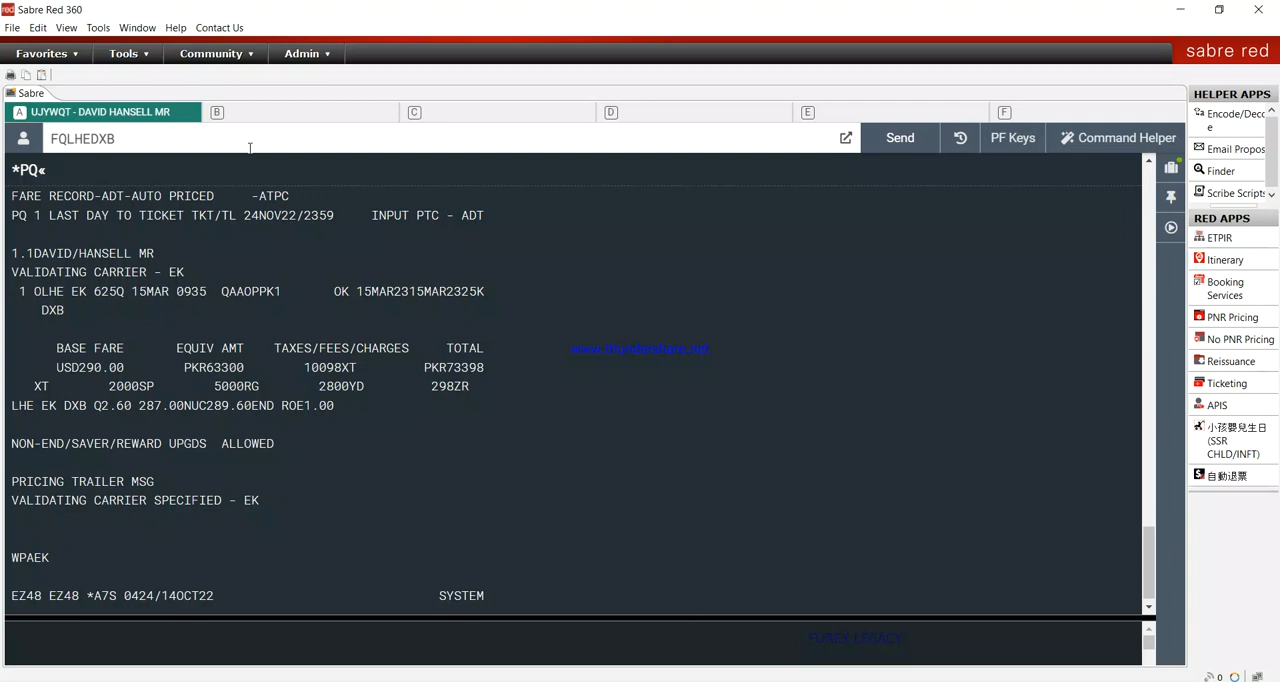 Sabre Red 360
File Edit View Tools Window Help Contact Us
Favorites Tools Community Admin sabre red
Sabre
A UJYWQT - DAVID HANSELL MR B C D E F
FQLHEDXB Send PF Keys Command Helper
*PQ«
FARE RECORD-ADT-AUTO PRICED -ATPC
PQ 1 LAST DAY TO TICKET TKT/TL 24NOV22/2359 INPUT PTC - ADT
1.1DAVID/HANSELL MR
VALIDATING CARRIER - EK
1 OLHE EK 625Q 15MAR 0935 QAAOPPK1 OK 15MAR2315MAR2325K
DXB
BASE FARE EQUIV AMT TAXES/FEES/CHARGES TOTAL
USD290.00 PKR63300 10098XT PKR73398
XT 2000SP 5000RG 2800YD 298ZR
LHE EK DXB Q2.60 287.00NUC289.60END ROE1.00
NON-END/SAVER/REWARD UPGDS ALLOWED
PRICING TRAILER MSG
VALIDATING CARRIER SPECIFIED - EK
WPAEK
EZ48 EZ48 *A7S 0424/14OCT22 SYSTEM
www.thundershare.net
FOREX LEGACY
HELPER APPS
Encode/Deco
e
Email Propos
Finder
Scribe Scripts
RED APPS
ETPIR
Itinerary
Booking
Services
PNR Pricing
No PNR Pricing
Reissuance
Ticketing
APIS
小孩嬰兒生日
(SSR
CHLD/INFT)
自動退票
0